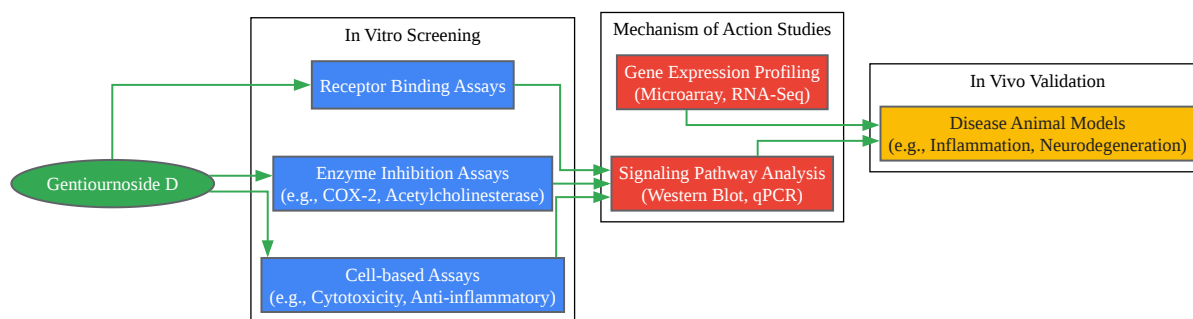 Gentiournoside D
In Vitro Screening
Receptor Binding Assays
Enzyme Inhibition Assays
(e.g., COX-2, Acetylcholinesterase)
Cell-based Assays
(e.g., Cytotoxicity, Anti-inflammatory)
Mechanism of Action Studies
Gene Expression Profiling
(Microarray, RNA-Seq)
Signaling Pathway Analysis
(Western Blot, qPCR)
In Vivo Validation
Disease Animal Models
(e.g., Inflammation, Neurodegeneration)